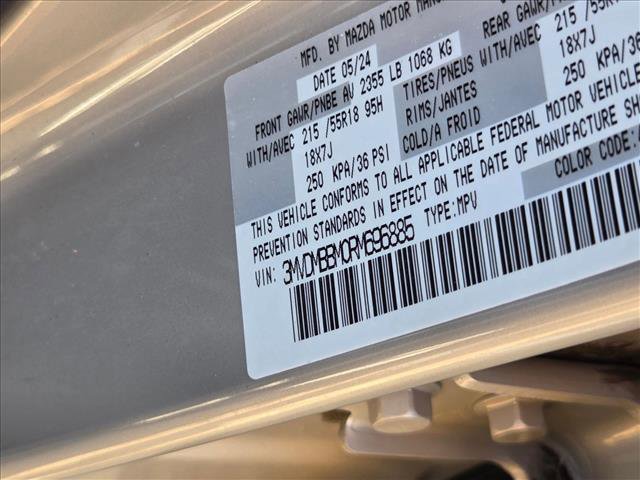 MFD. BY MAZDA MOTOR
DATE 05/24
FRONT GAWR/PNBE AV 2355 LB 1068 KG REAR GAWR/
WITH/AVEC 215 /55R18 95H TIRES/PNEUS WITH/AVEC 215
18X7J RIMS/JANTES 18X7J
250 KPA/36 PSI COLD/A FROID 250 KPA/
THIS VEHICLE CONFORMS TO ALL APPLICABLE FEDERAL MOTOR VEHICLE
PREVENTION STANDARDS IN EFFECT ON THE DATE OF MANUFACTURE
VIN: 3MVDMBBM0RM696885 TYPE:MPV COLOR CODE: